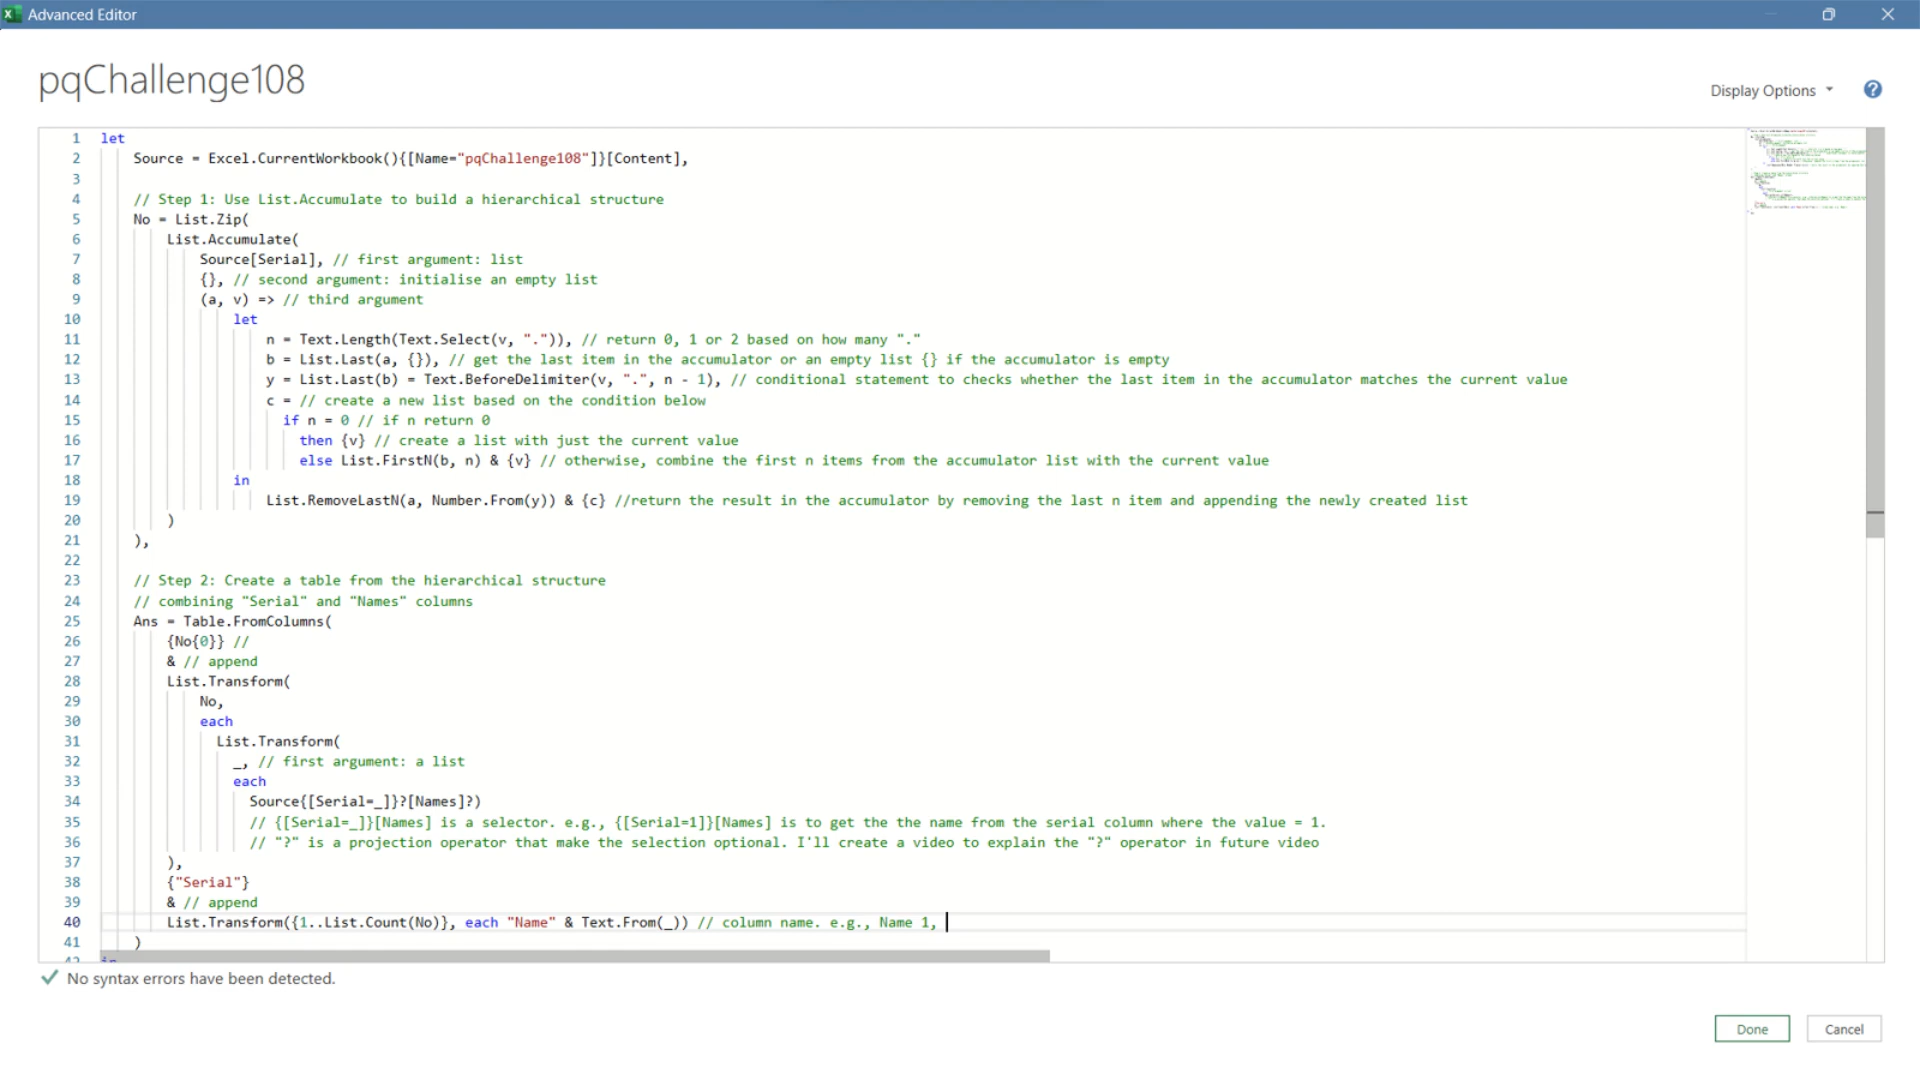 Advanced Editor
pqChallenge108
Display Options
?
1 let
2 Source = Excel.CurrentWorkbook(){[Name="pqChallenge108"]}[Content],
3
4 // Step 1: Use List.Accumulate to build a hierarchical structure
5 No = List.Zip(
6 List.Accumulate(
7 Source[Serial], // first argument: list
8 {}, // second argument: initialise an empty list
9 (a, v) => // third argument
10 let
11 n = Text.Length(Text.Select(v, ".")), // return 0, 1 or 2 based on how many "."
12 b = List.Last(a, {}), // get the last item in the accumulator or an empty list {} if the accumulator is empty
13 y = List.Last(b) = Text.BeforeDelimiter(v, ".", n - 1), // conditional statement to checks whether the last item in the accumulator matches the current value
14 c = // create a new list based on the condition below
15 if n = 0 // if n return 0
16 then {v} // create a list with just the current value
17 else List.FirstN(b, n) & {v} // otherwise, combine the first n items from the accumulator list with the current value
18 in
19 List.RemoveLastN(a, Number.From(y)) & {c} //return the result in the accumulator by removing the last n item and appending the newly created list
20 )
21 ),
22
23 // Step 2: Create a table from the hierarchical structure
24 // combining "Serial" and "Names" columns
25 Ans = Table.FromColumns(
26 {No{0}} //
27 & // append
28 List.Transform(
29 No,
30 each
31 List.Transform(
32 _, // first argument: a list
33 each
34 Source{[Serial=_]}?[Names]?)
35 // {[Serial=_]}[Names] is a selector. e.g., {[Serial=1]}[Names] is to get the the name from the serial column where the value = 1.
36 // "?" is a projection operator that make the selection optional. I'll create a video to explain the "?" operator in future video
37 ),
38 {"Serial"}
39 & // append
40 List.Transform({1..List.Count(No)}, each "Name" & Text.From(_)) // column name. e.g., Name 1,
41 )
42 in
No syntax errors have been detected.
Done
Cancel